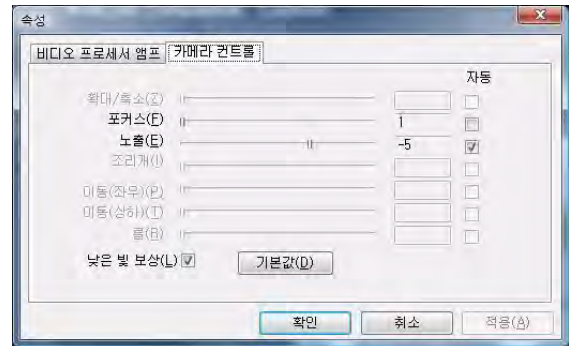 속성
비디오 프로세서 앰프 카메라 컨트롤
자동
확대/축소(Z)
포커스(F) 1
노출(E) -5
조리개(I)
이동(좌우)(P)
이동(상하)(T)
롤(R)
낮은 빛 보상(L) 기본값(D)
확인 취소 적용(A)